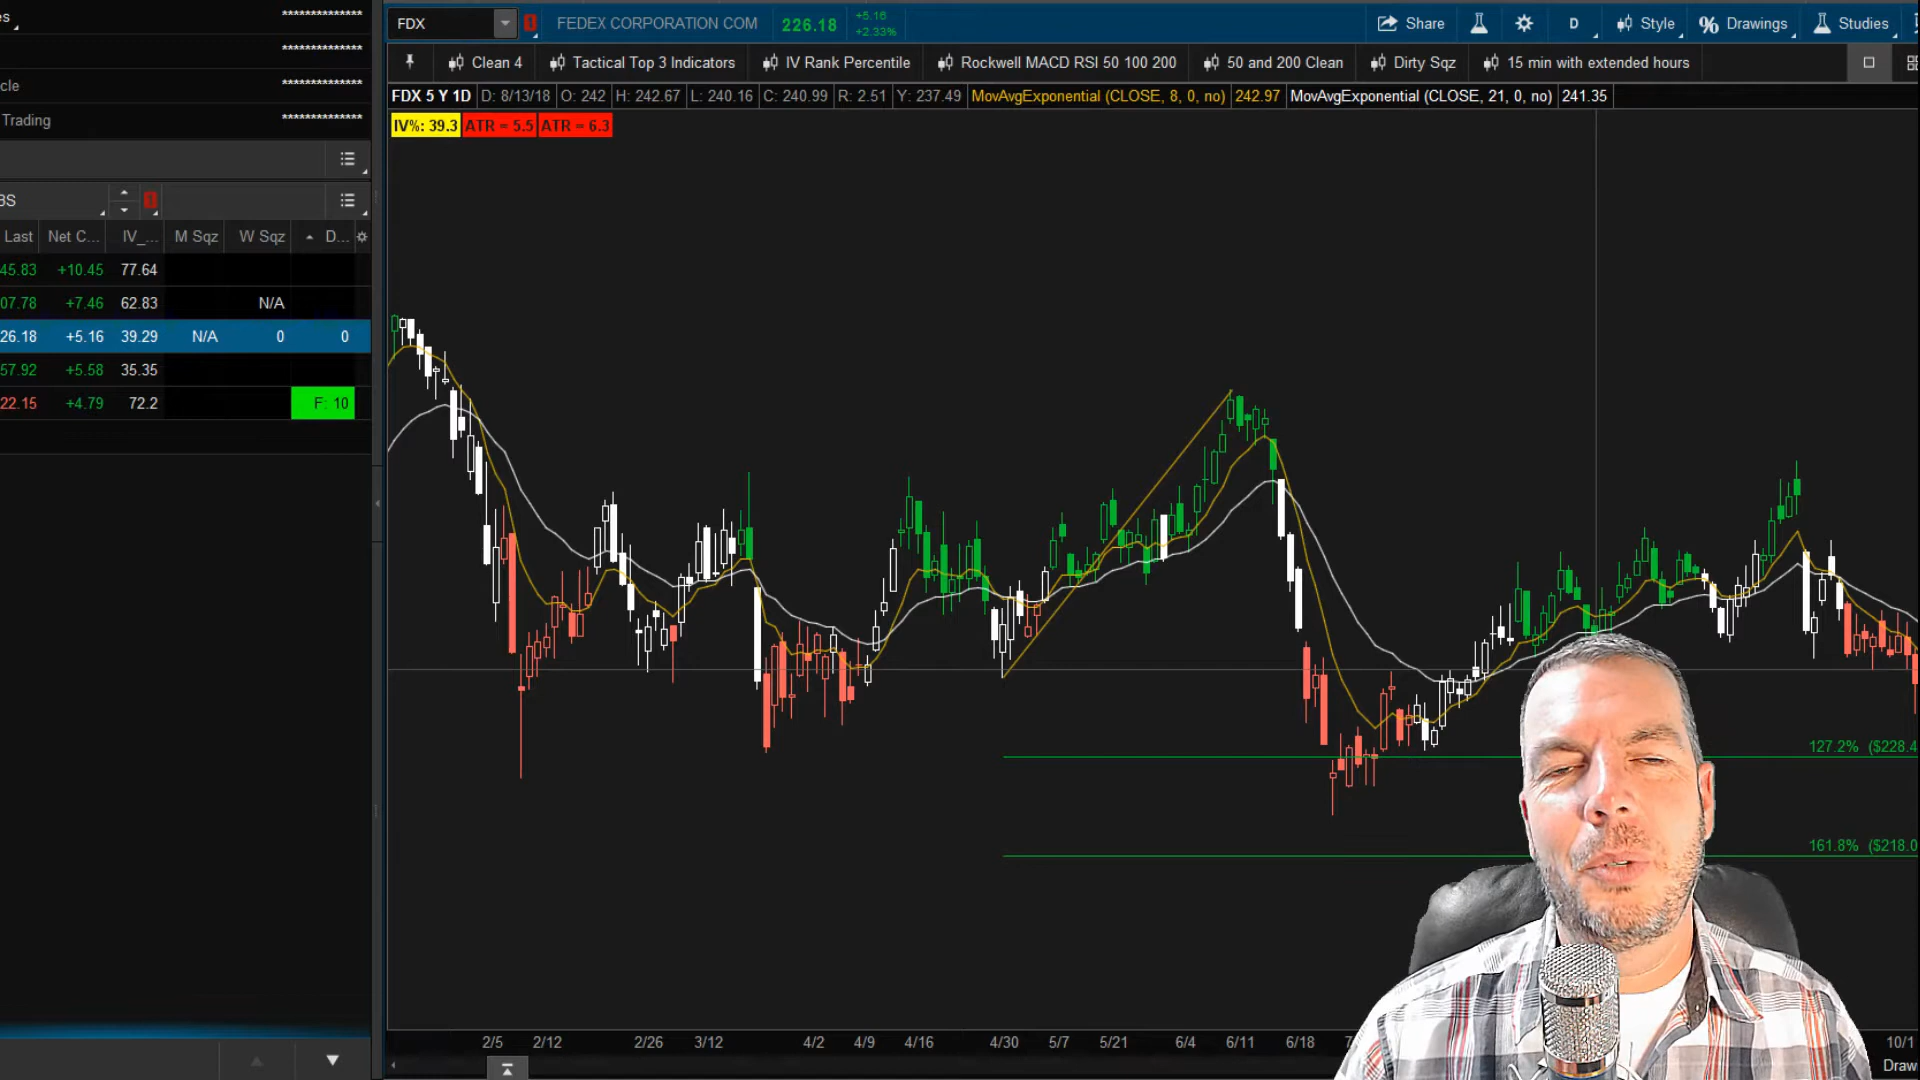 FDX
FEDEX CORPORATION COM
226.18
+5.16
+2.33%
Share
D
Style
Drawings
Studies
Clean 4
Tactical Top 3 Indicators
IV Rank Percentile
Rockwell MACD RSI 50 100 200
50 and 200 Clean
Dirty Sqz
15 min with extended hours
FDX 5 Y 1D
D: 8/13/18
O: 242
H: 242.67
L: 240.16
C: 240.99
R: 2.51
Y: 237.49
MovAvgExponential (CLOSE, 8, 0, no)
242.97
MovAvgExponential (CLOSE, 21, 0, no)
241.35
IV%: 39.3
ATR = 5.5
ATR = 6.3
es
************** 
**************
cle
**************
Trading
**************
BS
Last Net C... IV_... M Sqz W Sqz D...
45.83 +10.45 77.64
07.78 +7.46 62.83 N/A
26.18 +5.16 39.29 N/A 0 0
57.92 +5.58 35.35
22.15 +4.79 72.2 F: 10
127.2% ($228.4
161.8% ($218.0
2/5 2/12 2/26 3/12 4/2 4/9 4/16 4/30 5/7 5/21 6/4 6/11 6/18 10/1
Draw